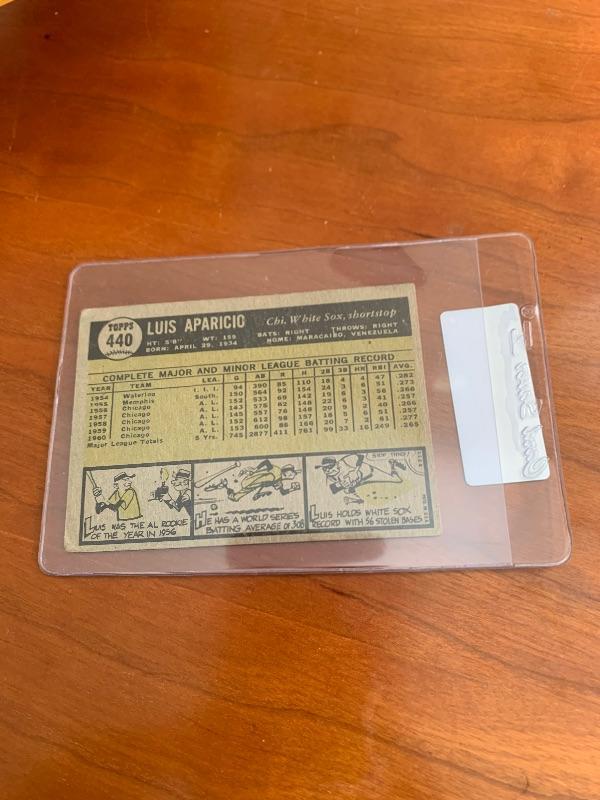 TOPPS
440
LUIS APARICIO
Chi. White Sox, shortstop
HT: 5'8" WT: 159 BATS: RIGHT THROWS: RIGHT
BORN: APRIL 29, 1934 HOME: MARACAIBO, VENEZUELA
COMPLETE MAJOR AND MINOR LEAGUE BATTING RECORD
YEAR TEAM LEA. G AB R H 2B 3B HR RBI AVG.
1954 Waterloo I.I.I. 94 390 85 110 18 4 4 47 .282
1955 Memphis South. 150 564 92 154 24 3 6 51 .273
1956 Chicago A. L. 152 533 69 142 19 6 3 56 .266
1957 Chicago A. L. 143 575 82 148 22 6 3 41 .257
1958 Chicago A. L. 145 557 76 148 20 9 2 40 .266
1959 Chicago A. L. 152 612 98 157 18 5 6 51 .257
1960 Chicago A. L. 153 600 86 166 20 7 2 61 .277
Major League Totals 5 Yrs. 745 2877 411 761 99 33 16 249 .265
LUIS WAS THE AL ROOKIE
OF THE YEAR IN 1956
HE HAS A WORLD SERIES
BATTING AVERAGE OF 308
STOP THIEF!
LUIS HOLDS WHITE SOX
RECORD WITH 56 STOLEN BASES